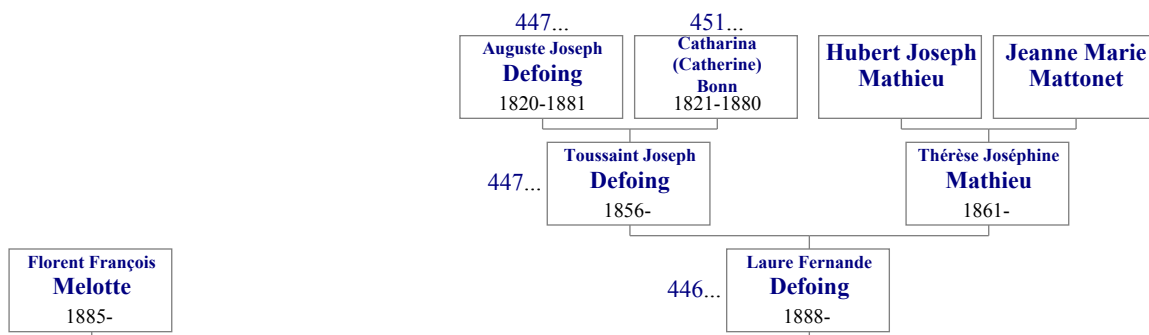 447...
451...
Auguste Joseph
Defoing
1820-1881
Catharina
(Catherine)
Bonn
1821-1880
Hubert Joseph
Mathieu
Jeanne Marie
Mattonet
447...
Toussaint Joseph
Defoing
1856-
Thérèse Joséphine
Mathieu
1861-
Florent François
Melotte
1885-
446...
Laure Fernande
Defoing
1888-